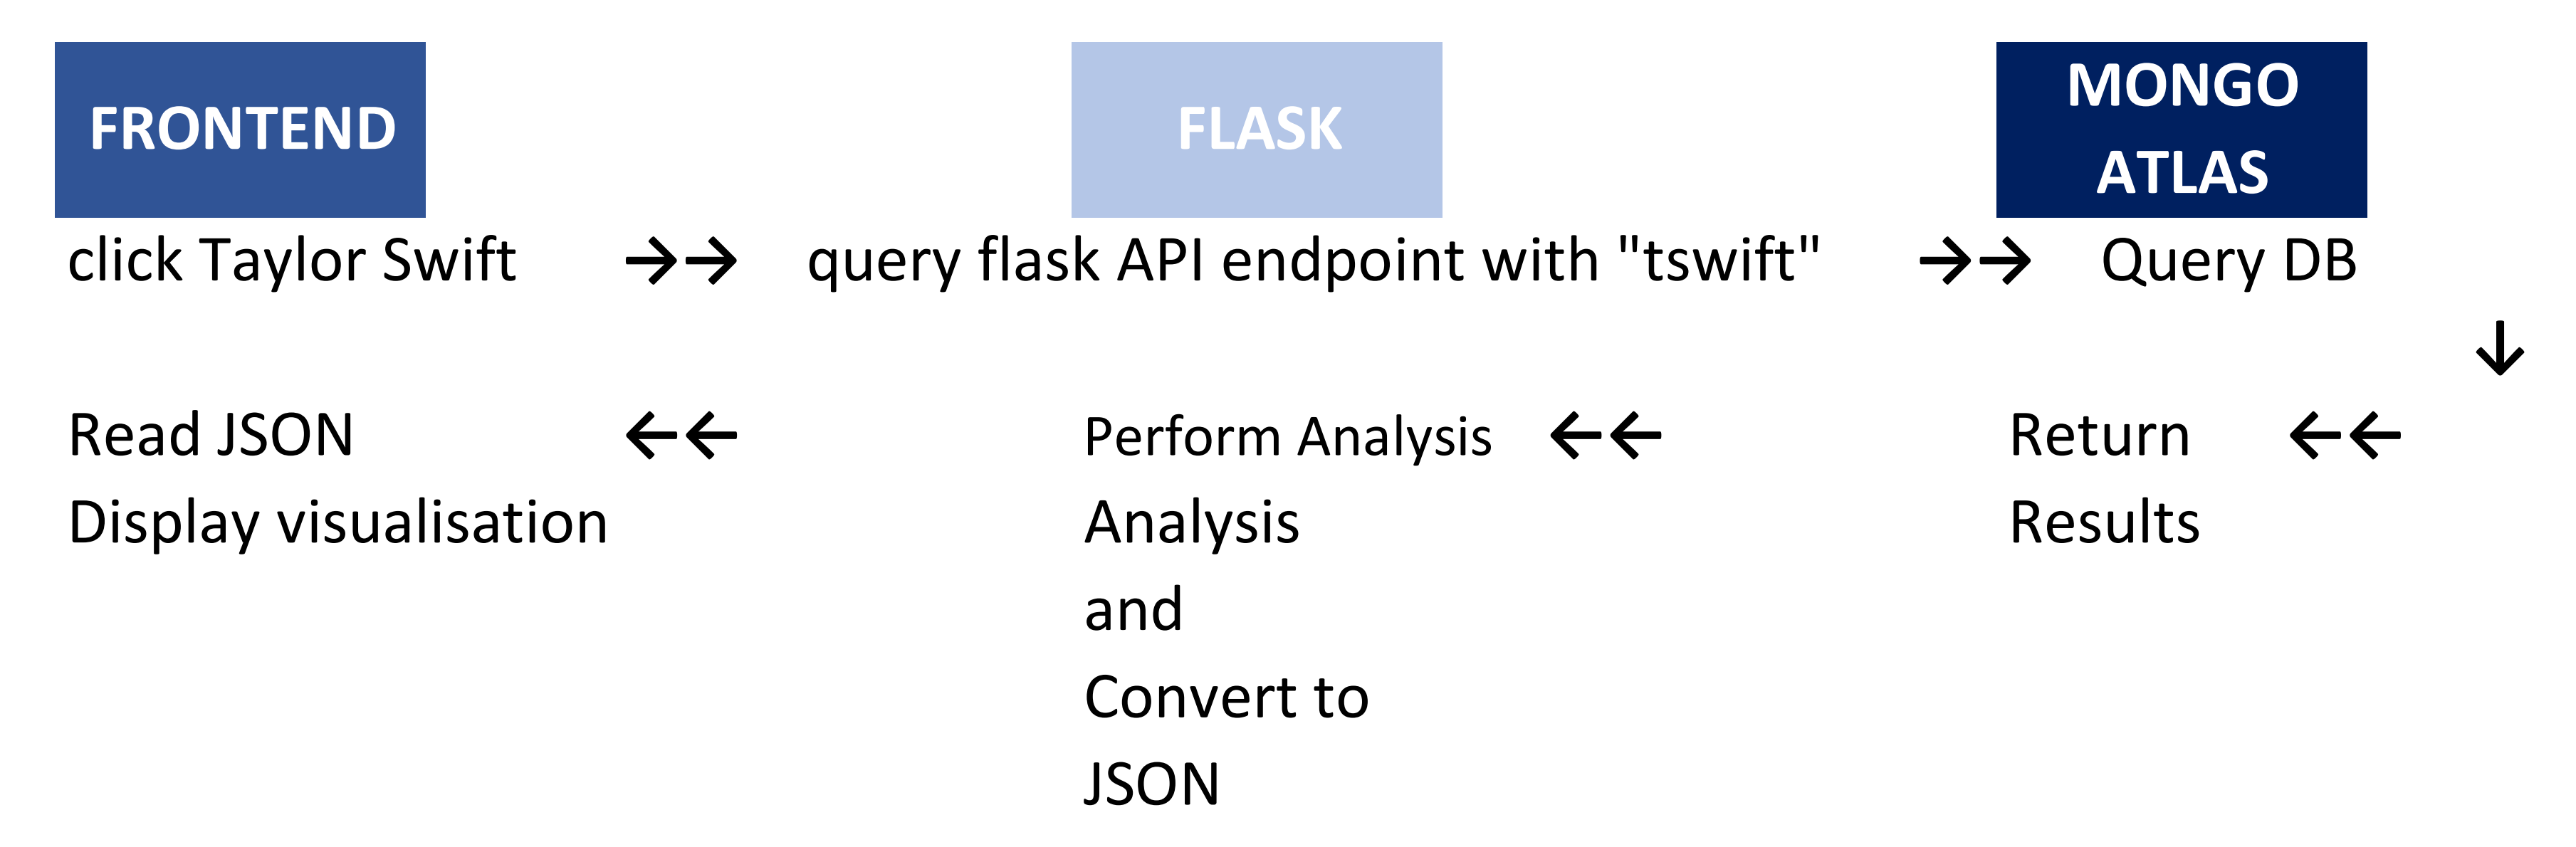 FRONTEND
FLASK
MONGO
ATLAS
click Taylor Swift →→ query flask API endpoint with "tswift" →→ Query DB
↓
Read JSON ←← Perform Analysis ←← Return ←←
Display visualisation Analysis Results
and
Convert to
JSON